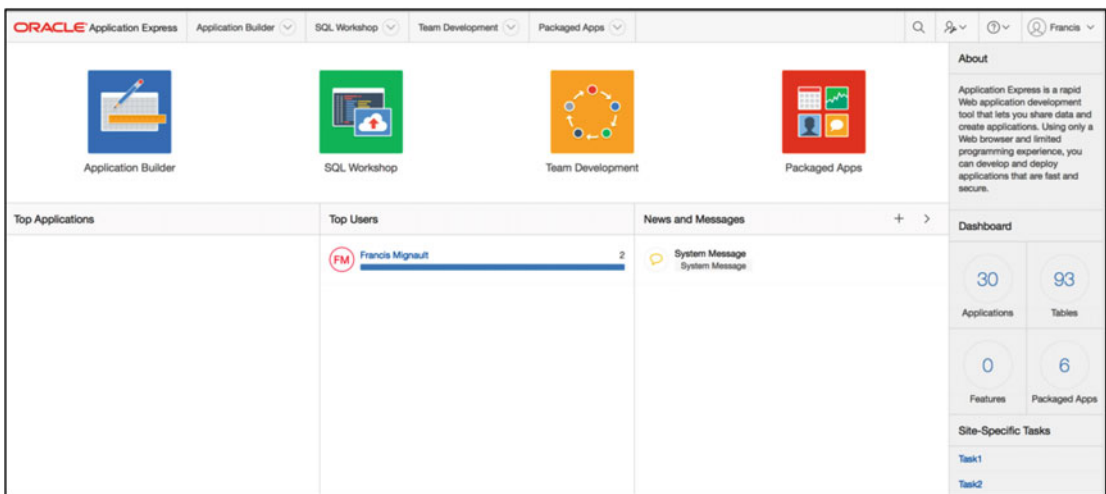 ORACLE Application Express Application Builder SQL Workshop Team Development Packaged Apps Francis
Application Builder
SQL Workshop
Team Development
Packaged Apps
Top Applications
Top Users
Francis Mignault 2
FM
News and Messages
System Message
System Message
About
Application Express is a rapid
Web application development
tool that lets you share data and
create applications. Using only a
Web browser and limited
programming experience, you
can develop and deploy
applications that are fast and
secure.
Dashboard
30
Applications
93
Tables
0
Features
6
Packaged Apps
Site-Specific Tasks
Task1
Task2